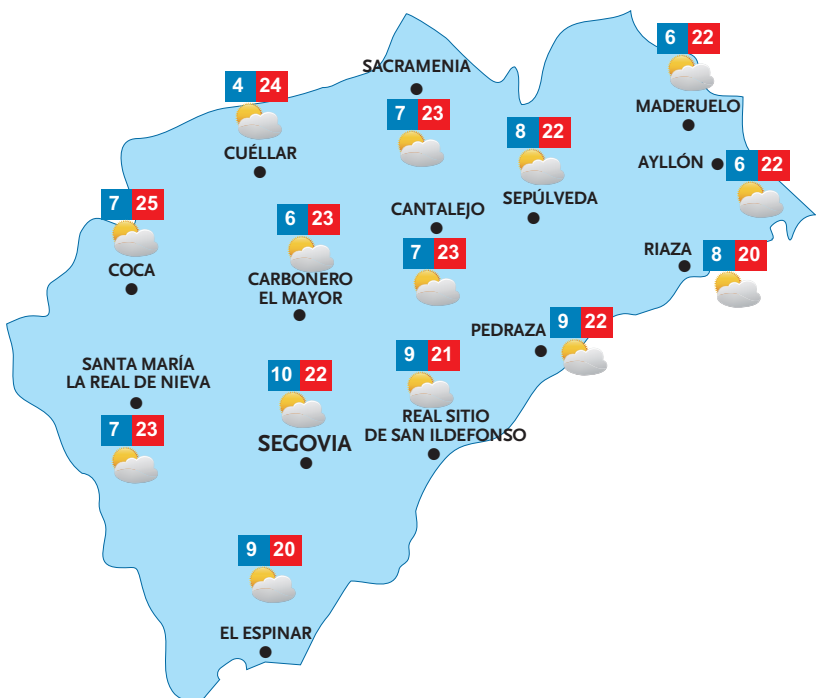 6 22
MADERUELO
SACRAMENIA
7 23
4 24
CUÉLLAR
8 22
SEPÚLVEDA
AYLLÓN
6 22
7 25
COCA
6 23
CARBONERO
EL MAYOR
CANTALEJO
7 23
RIAZA
8 20
PEDRAZA
9 22
SANTA MARÍA
LA REAL DE NIEVA
7 23
10 22
SEGOVIA
9 21
REAL SITIO
DE SAN ILDEFONSO
9 20
EL ESPINAR